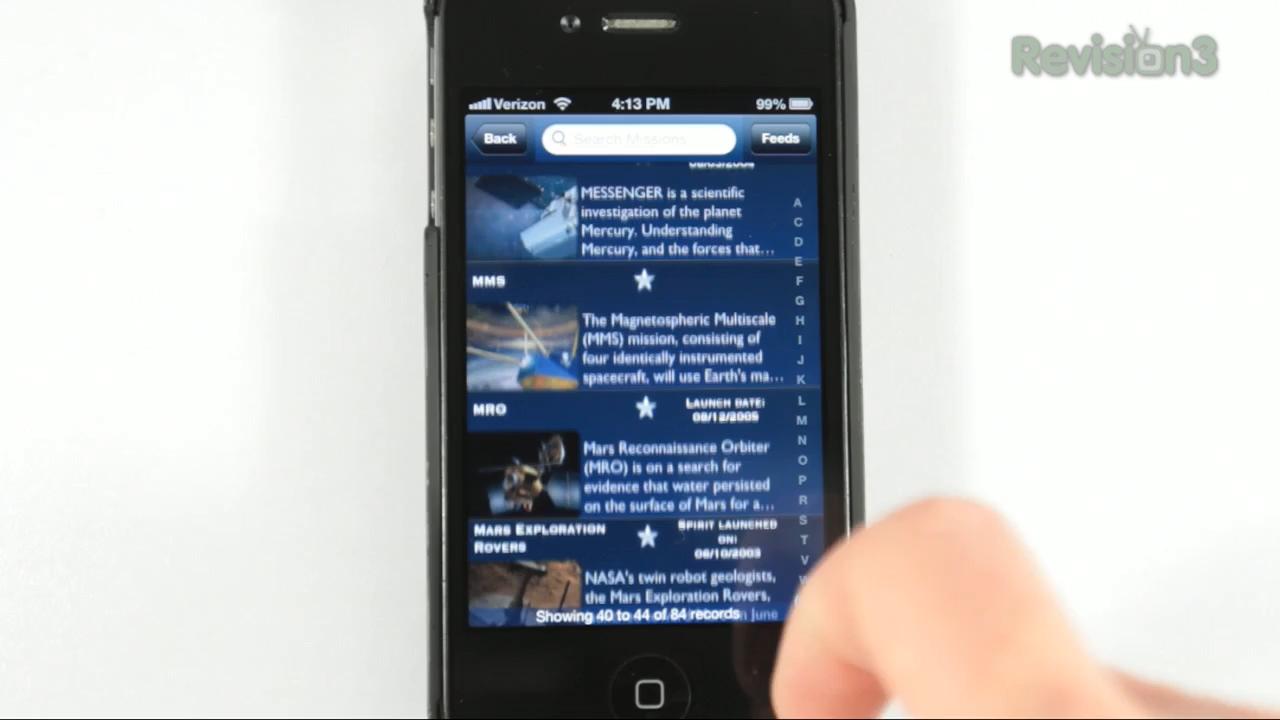 Revision3
Verizon 4:13 PM 99%
Back Search Missions Feeds
MESSENGER is a scientific
investigation of the planet
Mercury. Understanding
Mercury, and the forces that...
MMS
The Magnetospheric Multiscale
(MMS) mission, consisting of
four identically instrumented
spacecraft, will use Earth's ma...
MRO
LAUNCH DATE:
08/12/2005
Mars Reconnaissance Orbiter
(MRO) is on a search for
evidence that water persisted
on the surface of Mars for a...
MARS EXPLORATION
ROVERS
SPIRIT LAUNCHED
ON:
06/10/2003
NASA's twin robot geologists,
the Mars Exploration Rovers,
Showing 40 to 44 of 84 records
June
A
C
D
E
F
G
H
I
J
K
L
M
N
O
P
R
S
T
V